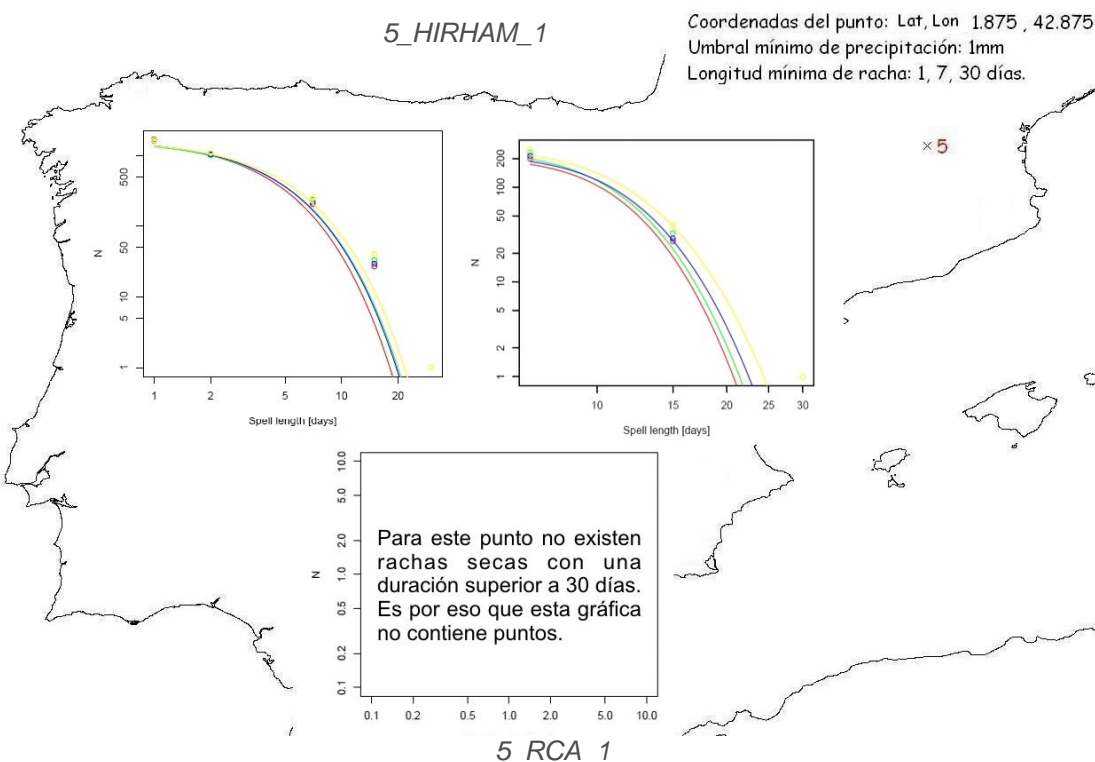 5_HIRHAM_1
Coordenadas del punto: Lat, Lon 1.875 , 42.875
Umbral mínimo de precipitación: 1mm
Longitud mínima de racha: 1, 7, 30 días.
× 5
N
500
50
10
5
1
1 2 5 10 20
Spell length [days]
N
200
100
50
20
10
5
2
1
10 15 20 25 30
Spell length [days]
N
10.0
5.0
2.0
1.0
0.5
0.2
0.1
Para este punto no existen
rachas secas con una
duración superior a 30 días.
Es por eso que esta gráfica
no contiene puntos.
0.1 0.2 0.5 1.0 2.0 5.0 10.0
5_RCA_1